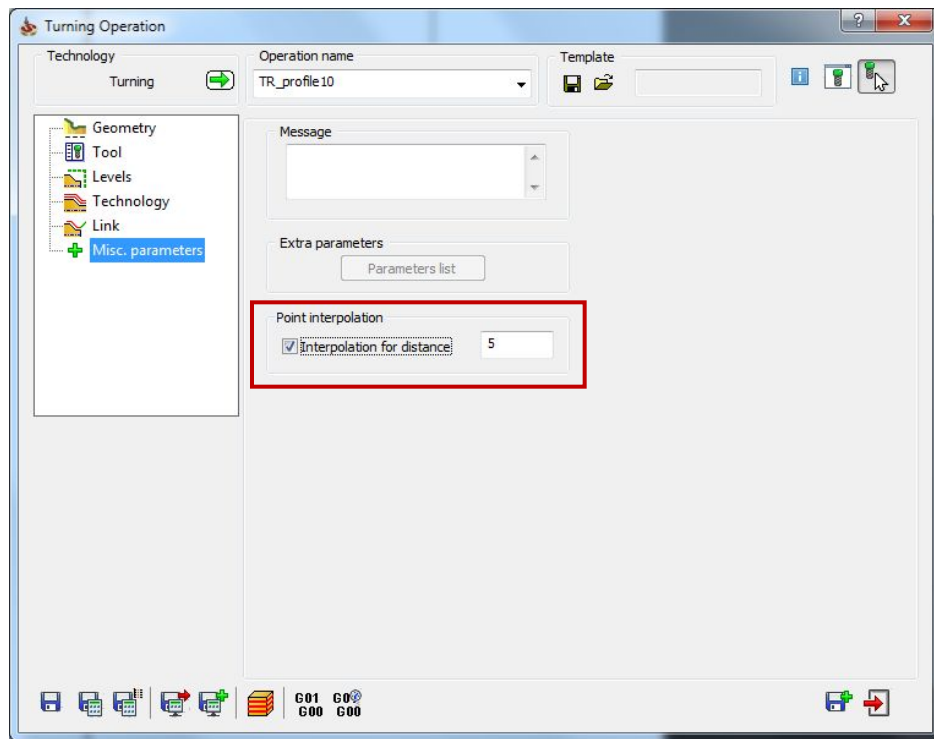 Turning Operation
Technology
Turning
Operation name
TR_profile10
Template
Geometry
Tool
Levels
Technology
Link
Misc. parameters
Message
Extra parameters
Parameters list
Point interpolation
Interpolation for distance 5
G01 G0
G00 G00